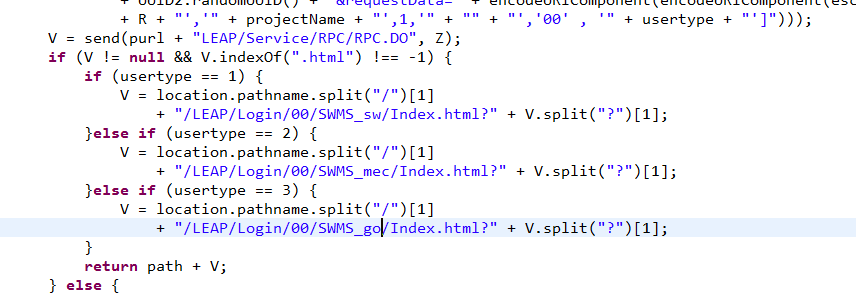 + UUID2.randomUUID() + "&requestData=" + encodeURIComponent(encodeURIComponent(esc
+ R + "','" + projectName + "',1,'" + "" + "','00' , '" + usertype + "']")));
V = send(purl + "LEAP/Service/RPC/RPC.DO", Z);
if (V != null && V.indexOf(".html") !== -1) {
if (usertype == 1) {
V = location.pathname.split("/")[1]
+ "/LEAP/Login/00/SWMS_sw/Index.html?" + V.split("?")[1];
}else if (usertype == 2) {
V = location.pathname.split("/")[1]
+ "/LEAP/Login/00/SWMS_mec/Index.html?" + V.split("?")[1];
}else if (usertype == 3) {
V = location.pathname.split("/")[1]
+ "/LEAP/Login/00/SWMS_go/Index.html?" + V.split("?")[1];
}
return path + V;
} else {